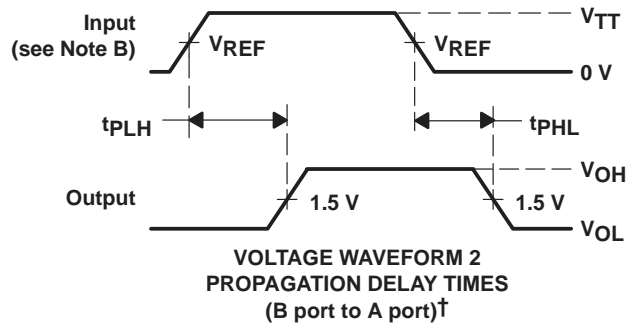 Input
(see Note B)
VREF
VREF
VTT
0 V
tPLH
tPHL
Output
1.5 V
1.5 V
VOH
VOL
VOLTAGE WAVEFORM 2
PROPAGATION DELAY TIMES
(B port to A port)†